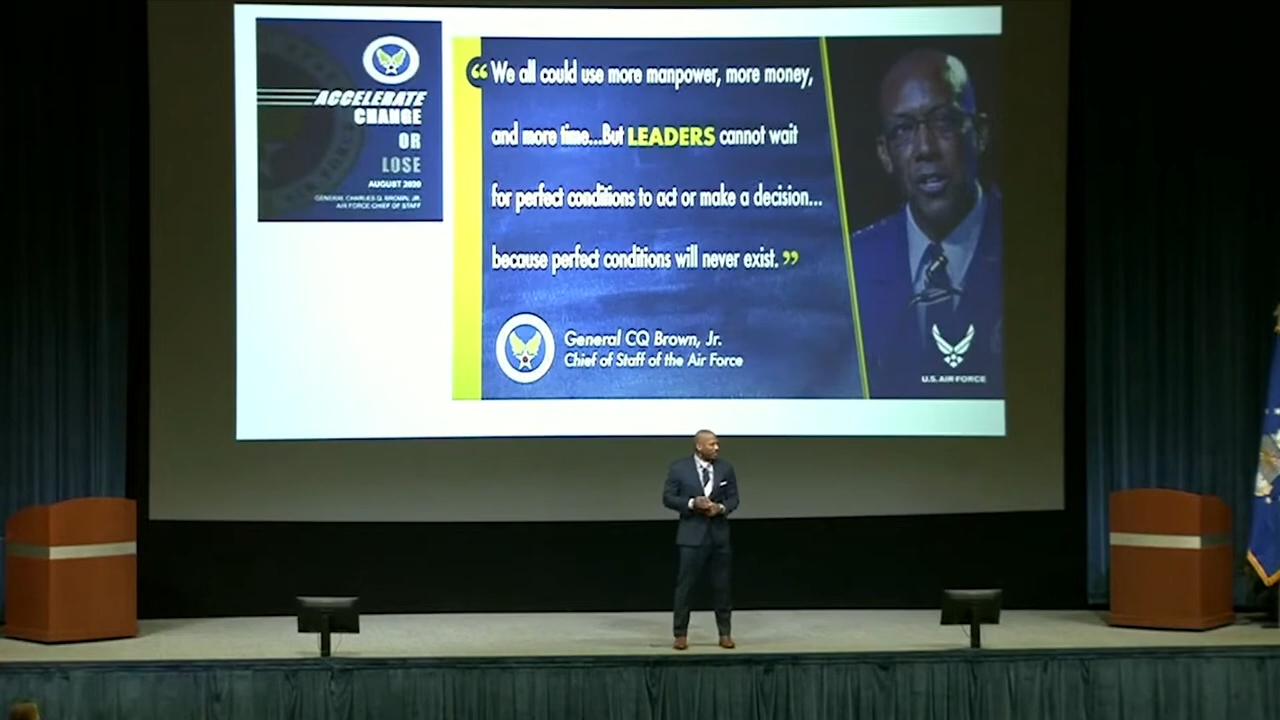 ACCELERATE
CHANGE
OR
LOSE
AUGUST 2020
GENERAL CHARLES Q. BROWN, JR.
AIR FORCE CHIEF OF STAFF
“We all could use more manpower, more money,
and more time...But LEADERS cannot wait
for perfect conditions to act or make a decision...
because perfect conditions will never exist.”
General CQ Brown, Jr.
Chief of Staff of the Air Force
U.S. AIR FORCE